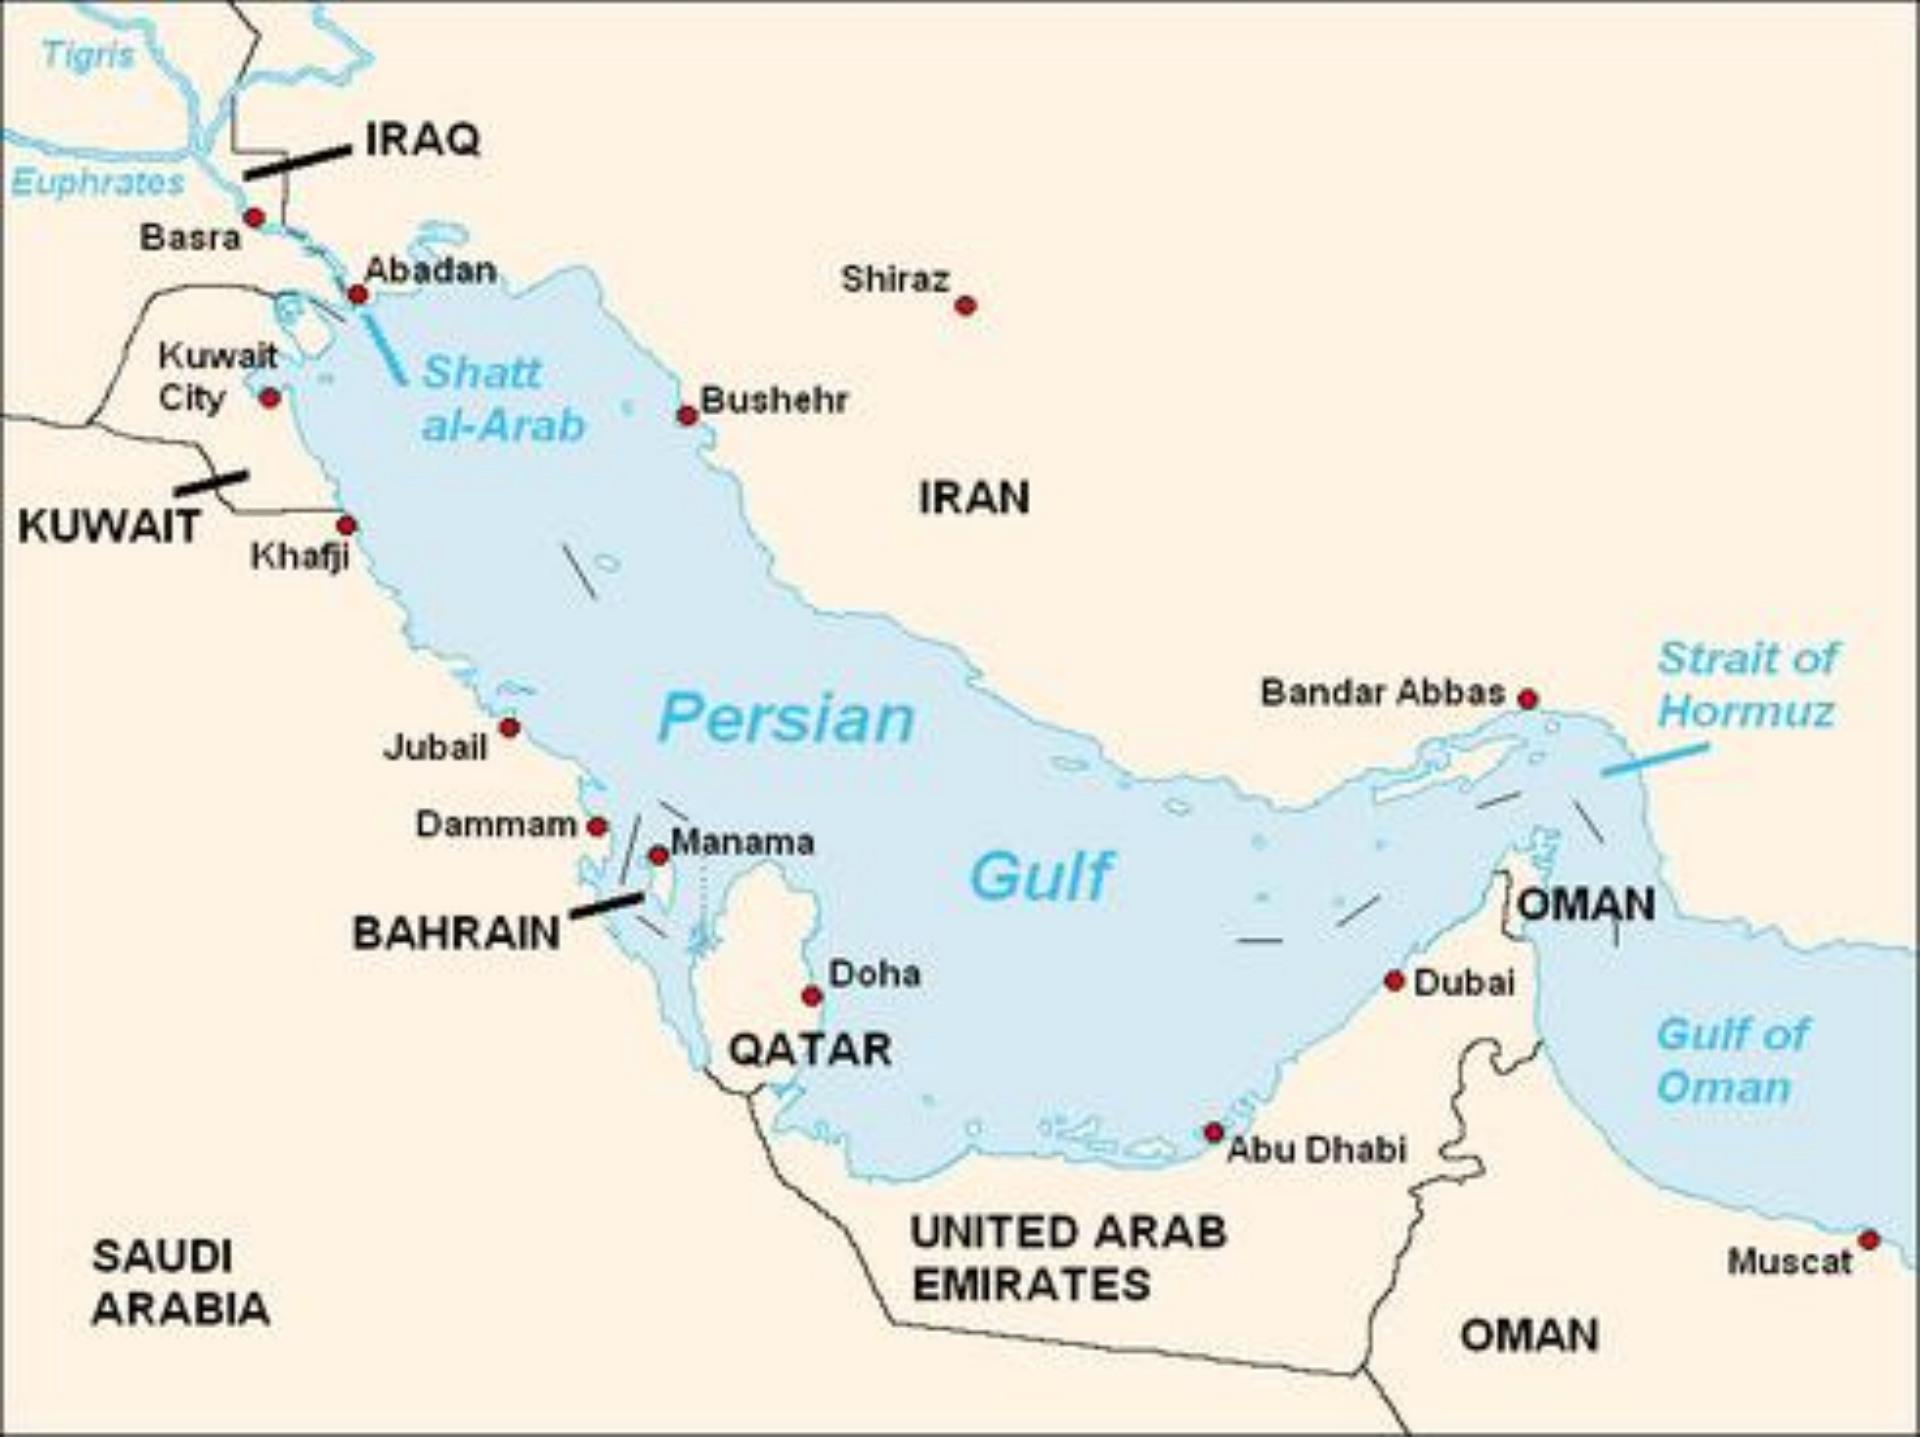 Tigris
IRAQ
Euphrates
Basra
Abadan
Shiraz
Kuwait
City
Shatt
al-Arab
Bushehr
IRAN
KUWAIT
Khafji
Strait of
Hormuz
Bandar Abbas
Persian
Jubail
Dammam
Manama
Gulf
OMAN
BAHRAIN
Doha
Dubai
QATAR
Gulf of
Oman
Abu Dhabi
UNITED ARAB
EMIRATES
SAUDI
ARABIA
Muscat
OMAN